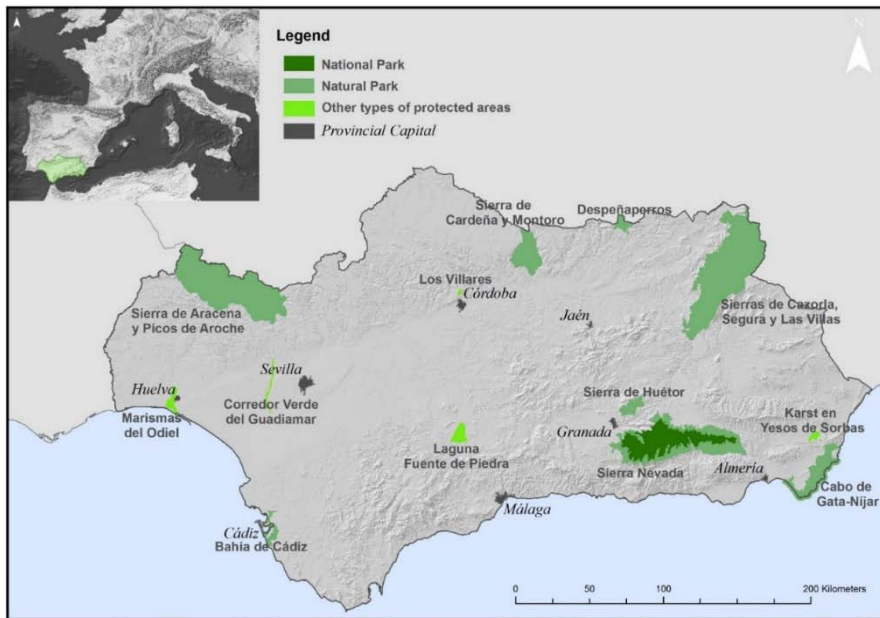 Legend
National Park
Natural Park
Other types of protected areas
Provincial Capital
N
Sierra de
Cardeña y Montoro
Despeñaperros
Los Villares
Córdoba
Sierra de Aracena
y Picos de Aroche
Jaén
Sierras de Cazorla,
Segura y Las Villas
Sevilla
Huelva
Corredor Verde
del Guadiamar
Marismas
del Odiel
Sierra de Huétor
Granada
Karst en
Yesos de Sorbas
Laguna
Fuente de Piedra
Sierra Nevada
Almería
Cabo de
Gata-Níjar
Málaga
Cádiz
Bahía de Cádiz
0 50 100 200 Kilometers